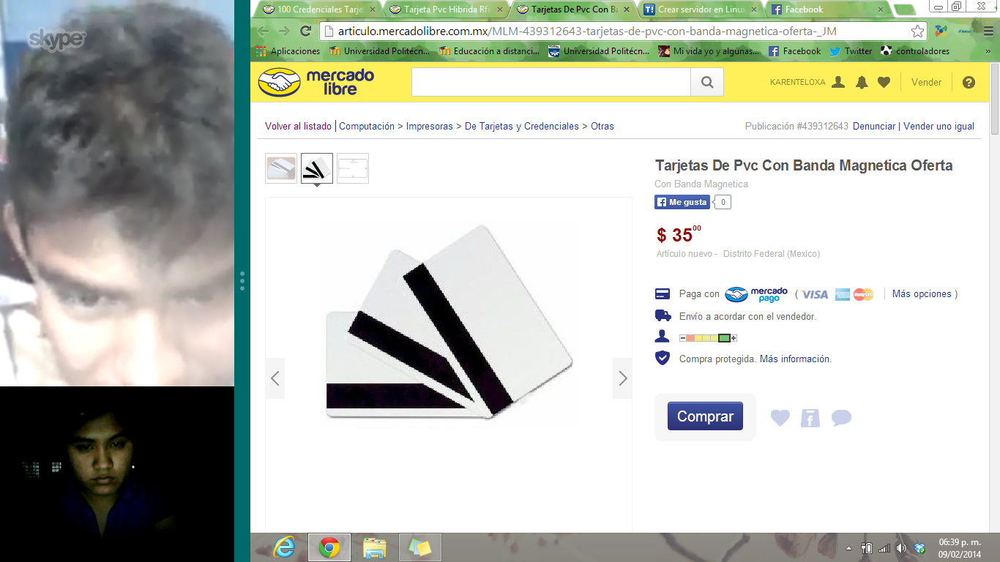 skype
100 Credenciales Tarje
Tarjeta Pvc Hibrida Rfi
Tarjetas De Pvc Con Ba
T! Crear servidor en Linux
Facebook
articulo.mercadolibre.com.mx/MLM-439312643-tarjetas-de-pvc-con-banda-magnetica-oferta-_JM
Aplicaciones Universidad Politécn... Educación a distanci... Universidad Politécn... Mi vida yo y algunas... Facebook Twitter controladores »
mercado
libre
KARENTELOXA
Vender
?
Volver al listado | Computación > Impresoras > De Tarjetas y Credenciales > Otras
Publicación #439312643 Denunciar | Vender uno igual
Tarjetas De Pvc Con Banda Magnetica Oferta
Con Banda Magnetica
Me gusta 0
$ 35 00
Artículo nuevo - Distrito Federal (Mexico)
Paga con mercado pago ( VISA MasterCard | Más opciones )
Envío a acordar con el vendedor.
- +
Compra protegida. Más información.
Comprar
06:39 p. m.
09/02/2014